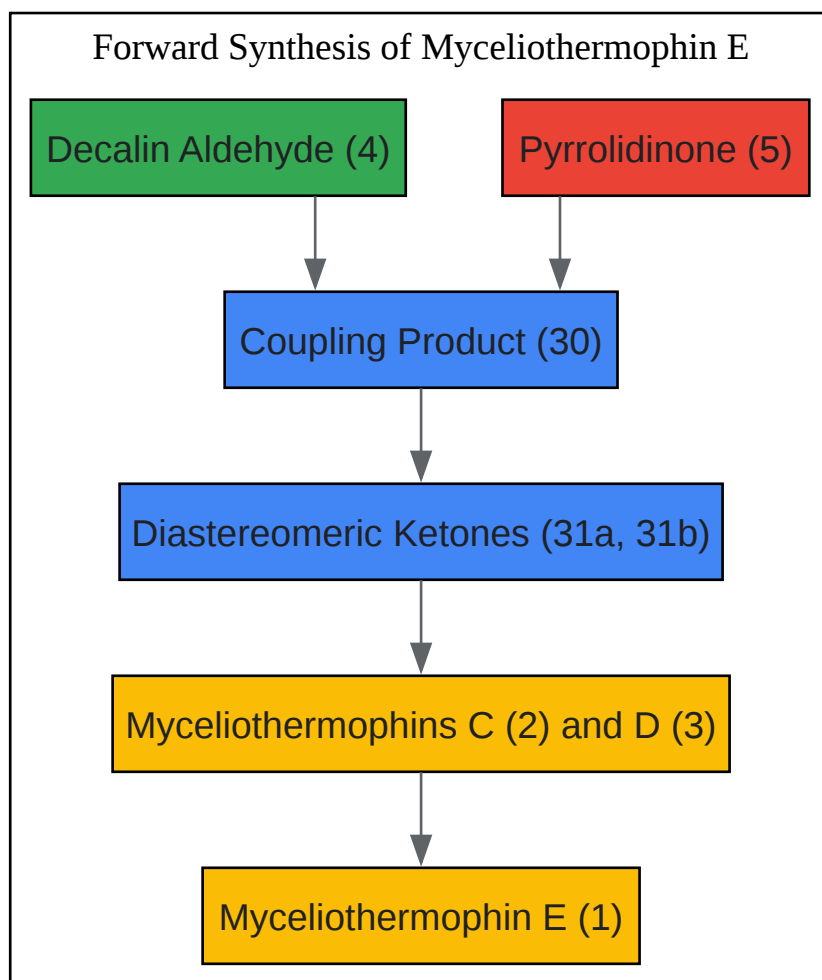 Forward Synthesis of Myceliothermophin E
Decalin Aldehyde (4)
Pyrrolidinone (5)
Coupling Product (30)
Diastereomeric Ketones (31a, 31b)
Myceliothermophins C (2) and D (3)
Myceliothermophin E (1)